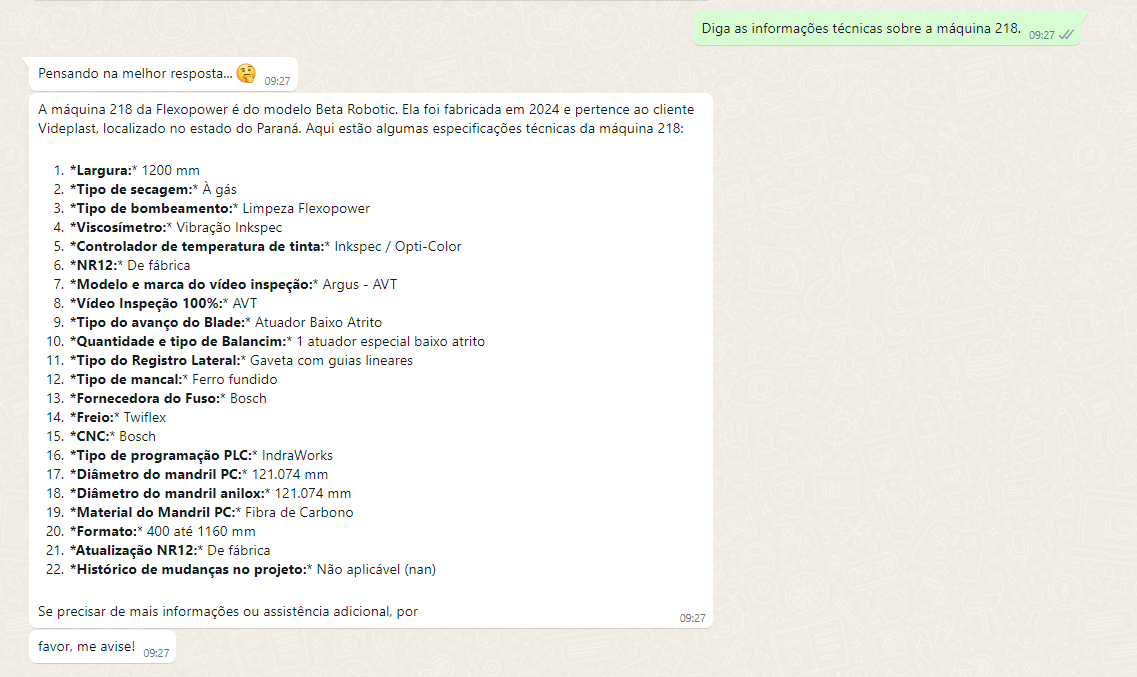 Diga as informações técnicas sobre a máquina 218. 09:27
Pensando na melhor resposta... 🤔 09:27
A máquina 218 da Flexopower é do modelo Beta Robotic. Ela foi fabricada em 2024 e pertence ao cliente
Videplast, localizado no estado do Paraná. Aqui estão algumas especificações técnicas da máquina 218:
1. *Largura:* 1200 mm
2. *Tipo de secagem:* À gás
3. *Tipo de bombeamento:* Limpeza Flexopower
4. *Viscosímetro:* Vibração Inkspec
5. *Controlador de temperatura de tinta:* Inkspec / Opti-Color
6. *NR12:* De fábrica
7. *Modelo e marca do vídeo inspeção:* Argus - AVT
8. *Vídeo Inspeção 100%:* AVT
9. *Tipo do avanço do Blade:* Atuador Baixo Atrito
10. *Quantidade e tipo de Balancim:* 1 atuador especial baixo atrito
11. *Tipo do Registro Lateral:* Gaveta com guias lineares
12. *Tipo de mancal:* Ferro fundido
13. *Fornecedora do Fuso:* Bosch
14. *Freio:* Twiflex
15. *CNC:* Bosch
16. *Tipo de programação PLC:* IndraWorks
17. *Diâmetro do mandril PC:* 121.074 mm
18. *Diâmetro do mandril anilox:* 121.074 mm
19. *Material do Mandril PC:* Fibra de Carbono
20. *Formato:* 400 até 1160 mm
21. *Atualização NR12:* De fábrica
22. *Histórico de mudanças no projeto:* Não aplicável (nan)
Se precisar de mais informações ou assistência adicional, por
09:27
favor, me avise! 09:27